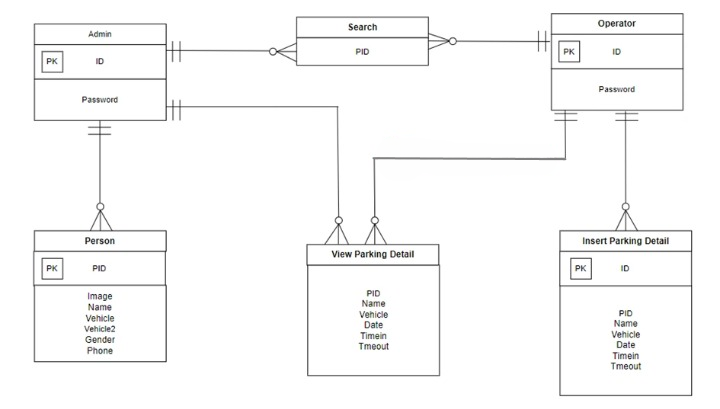 Admin
PK ID
Password
Search
PID
Operator
PK ID
Password
Person
PK PID
Image
Name
Vehicle
Vehicle2
Gender
Phone
View Parking Detail
PID
Name
Vehicle
Date
Timein
Tmeout
Insert Parking Detail
PK ID
PID
Name
Vehicle
Date
Timein
Tmeout